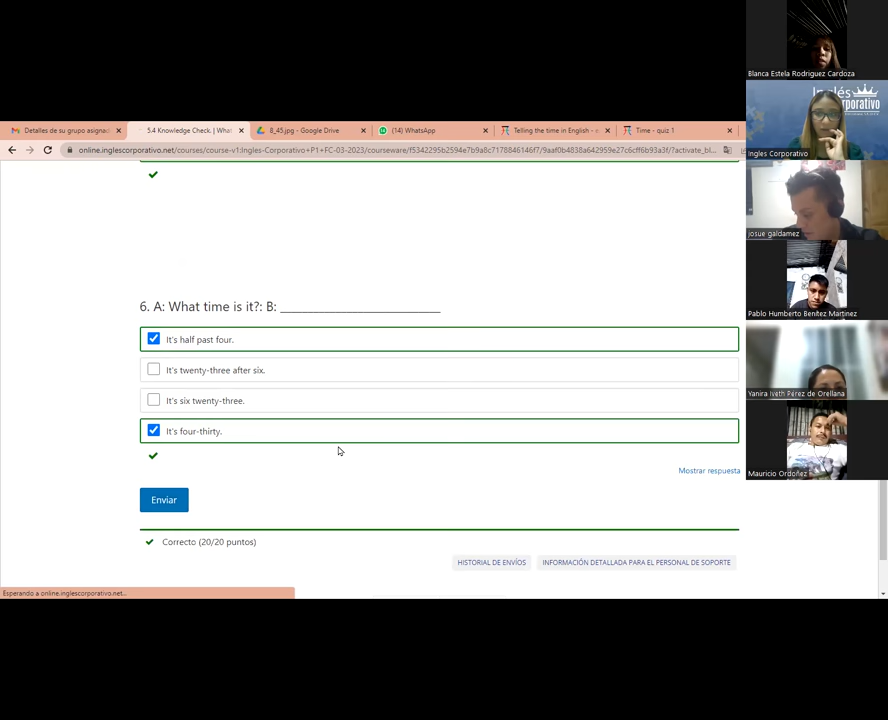 Blanca Estela Rodriguez Cardoza
Detalles de su grupo asignad
5.4 Knowledge Check. | What
8_45.jpg - Google Drive
(14) WhatsApp
Telling the time in English - e
Time - quiz 1
online.inglescorporativo.net/courses/course-v1:Ingles-Corporativo+P1+FC-03-2023/courseware/f5342295b2594e7b9a8c7178846146f7/9aaf0b4838a642959e27c6cff6b93a3f/?activate_bl...
Inglés
Corporativo
Ingles Corporativo
josue galdamez
Pablo Humberto Benítez Martinez
Yanira Iveth Pérez de Orellana
Mauricio Ordoñez
6. A: What time is it?: B: ____________________________
It's half past four.
It's twenty-three after six.
It's six twenty-three.
It's four-thirty.
Mostrar respuesta
Enviar
Correcto (20/20 puntos)
HISTORIAL DE ENVÍOS
INFORMACIÓN DETALLADA PARA EL PERSONAL DE SOPORTE
Esperando a online.inglescorporativo.net...